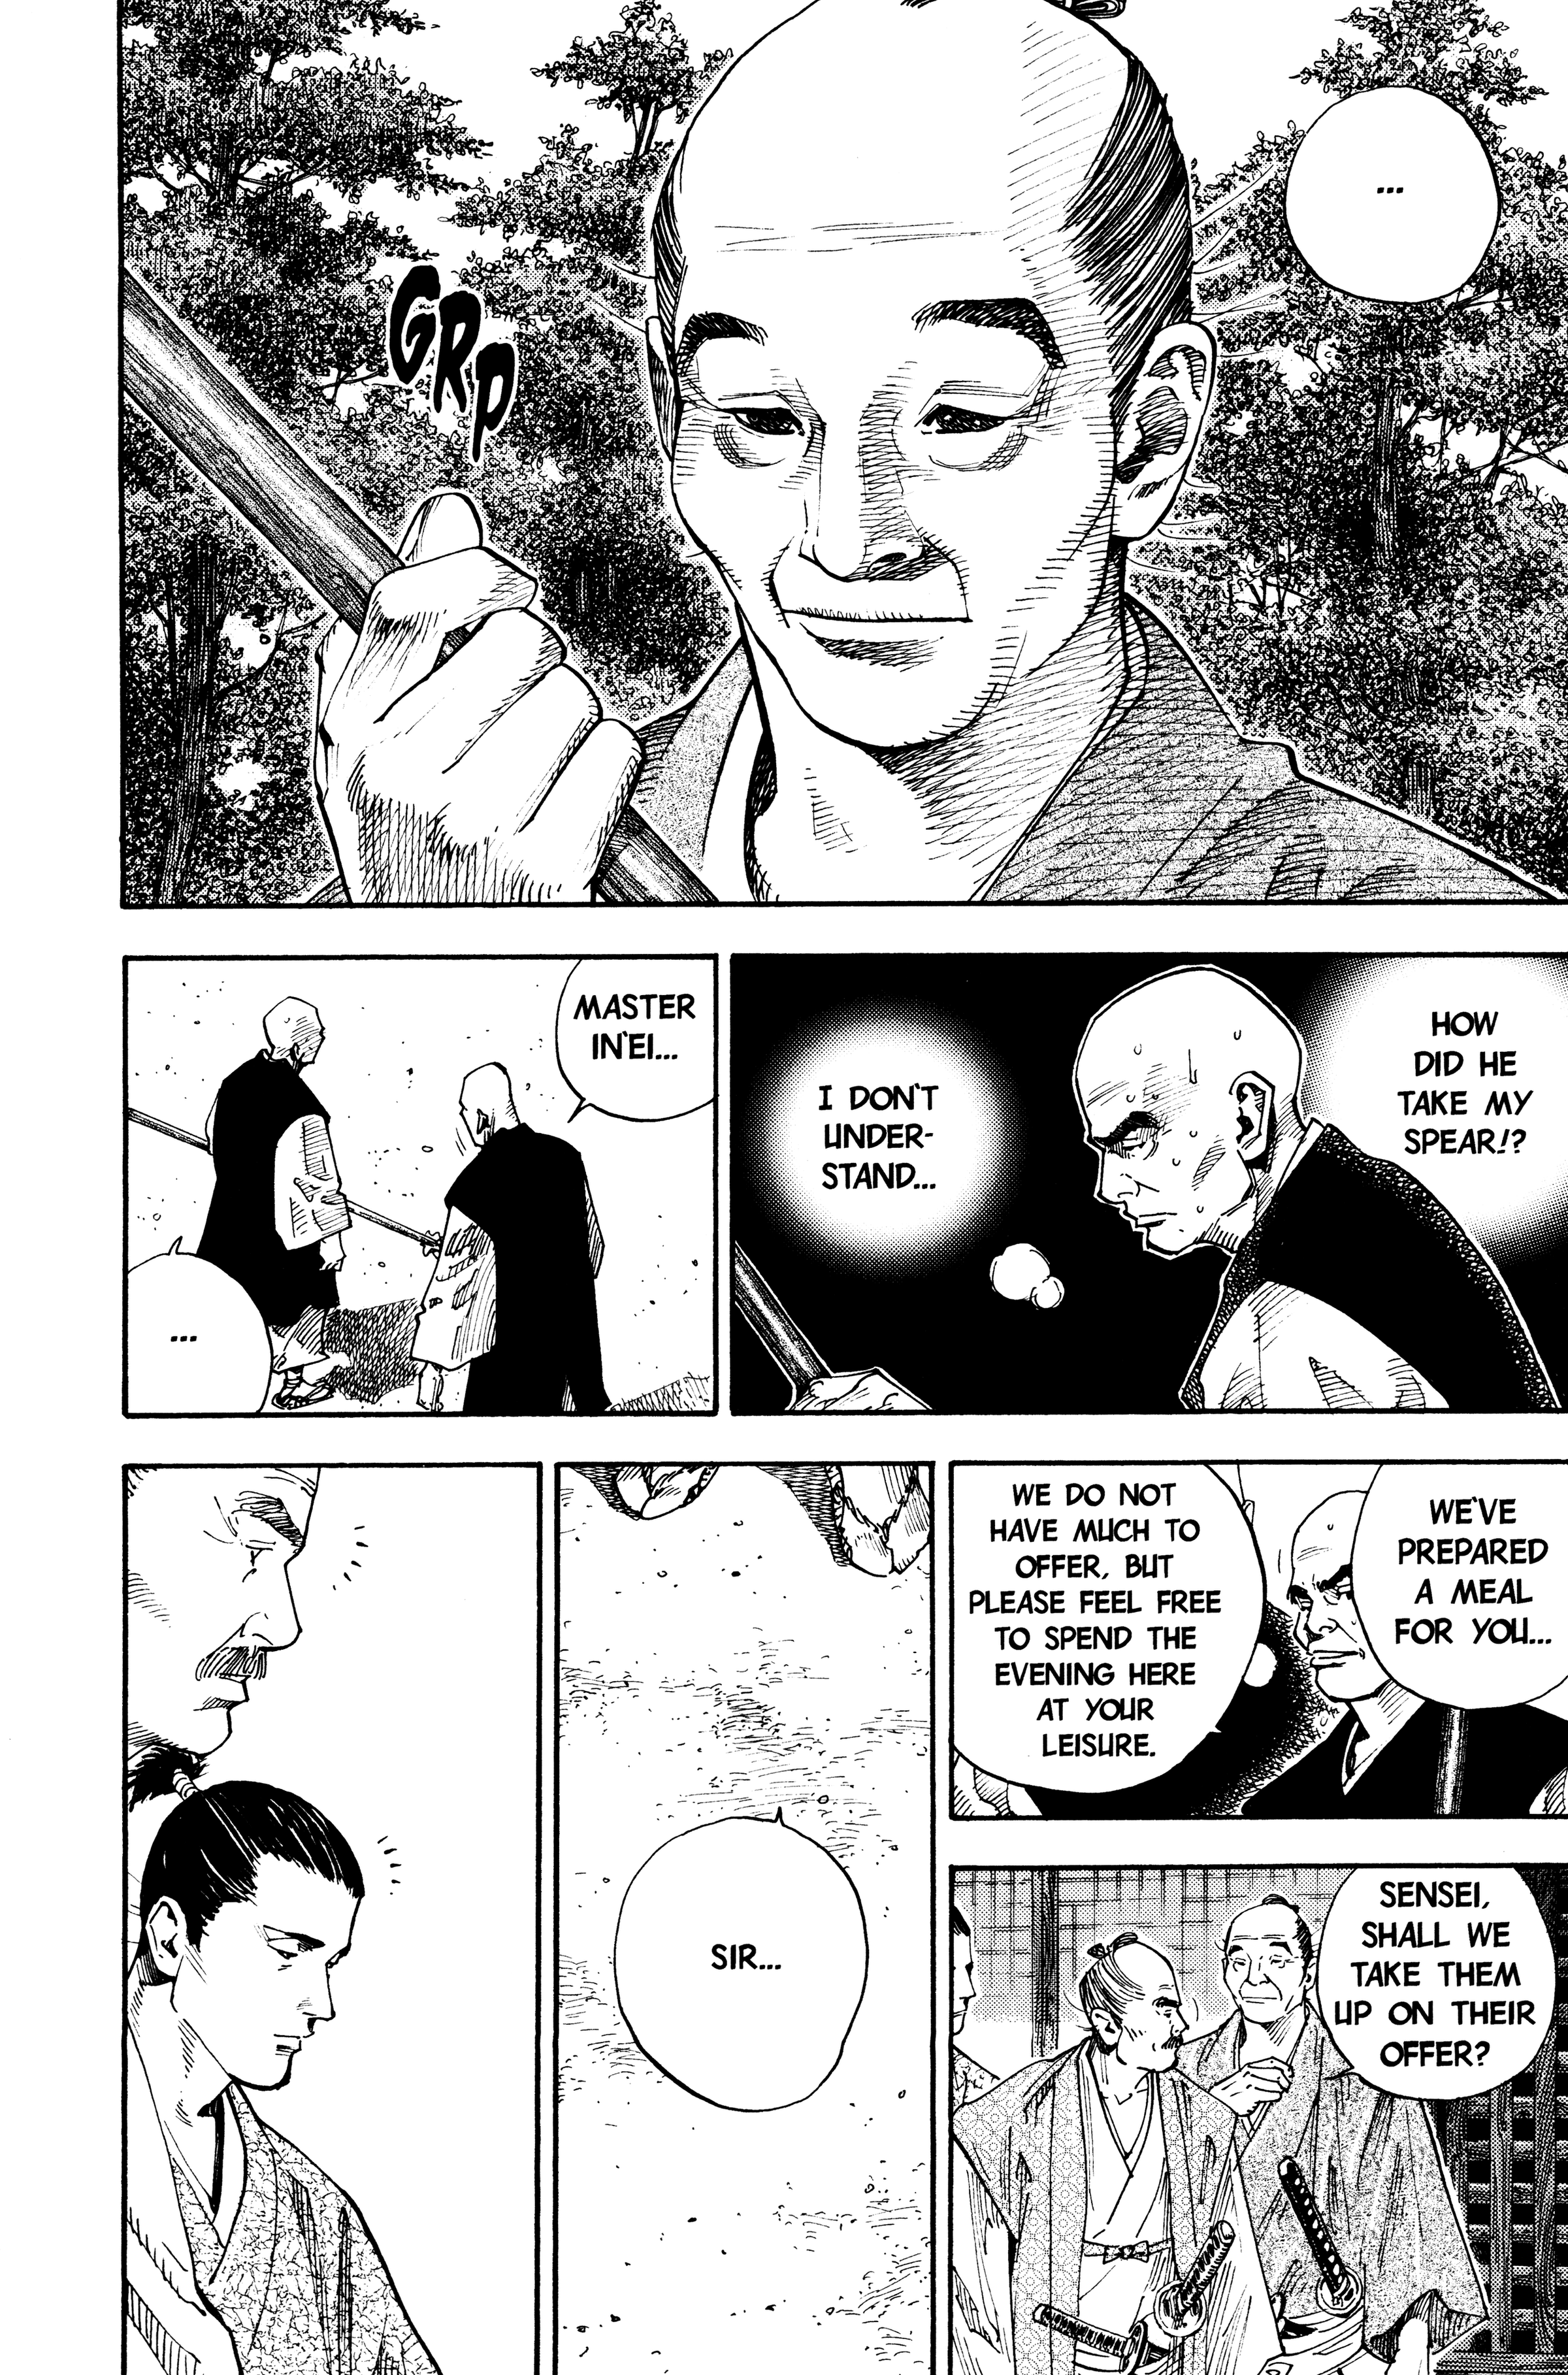 ...
GRP
HOW
DID HE
TAKE MY
SPEAR!?
I DON'T
UNDER-
STAND...
MASTER
IN'EI...
...
WE'VE
PREPARED
A MEAL
FOR YOU...
WE DO NOT
HAVE MUCH TO
OFFER, BUT
PLEASE FEEL FREE
TO SPEND THE
EVENING HERE
AT YOUR
LEISURE.
SENSEI,
SHALL WE
TAKE THEM
UP ON THEIR
OFFER?
SIR...